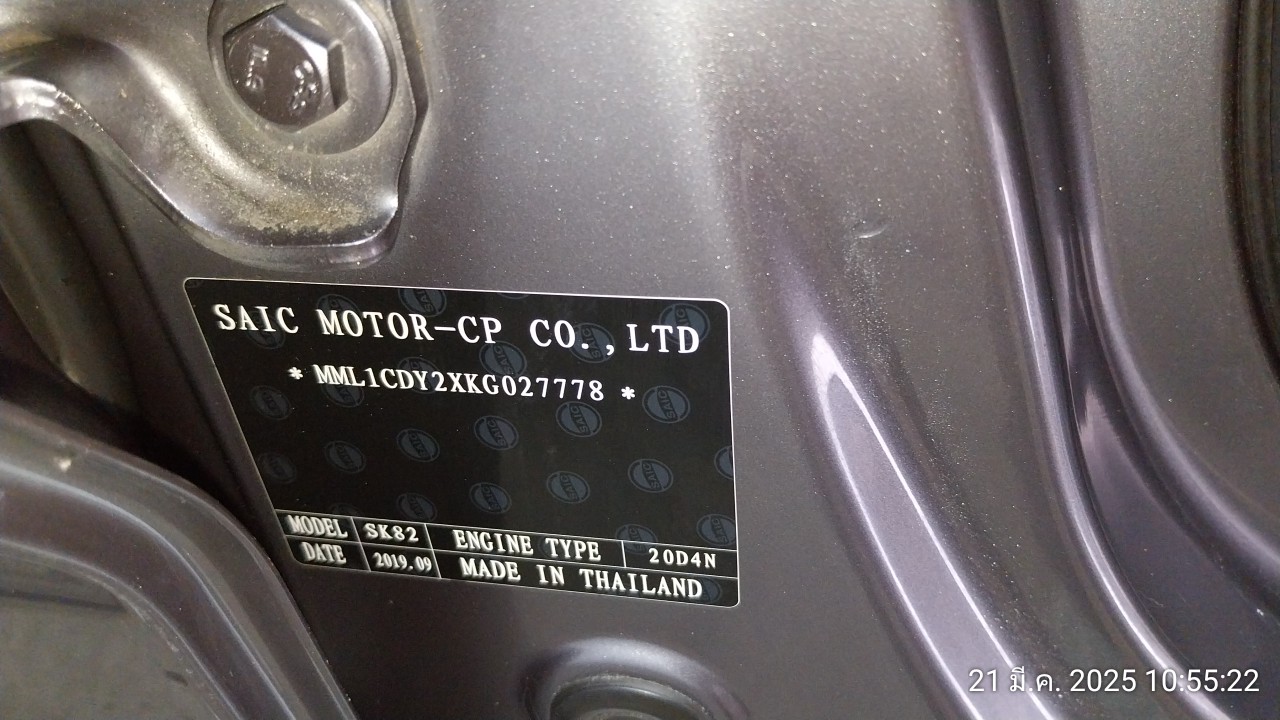 SAIC MOTOR-CP CO.,LTD
* MML1CDY2XKG027778 *
MODEL SK82 ENGINE TYPE 20D4N
DATE 2019.09 MADE IN THAILAND
21 มี.ค. 2025 10:55:22